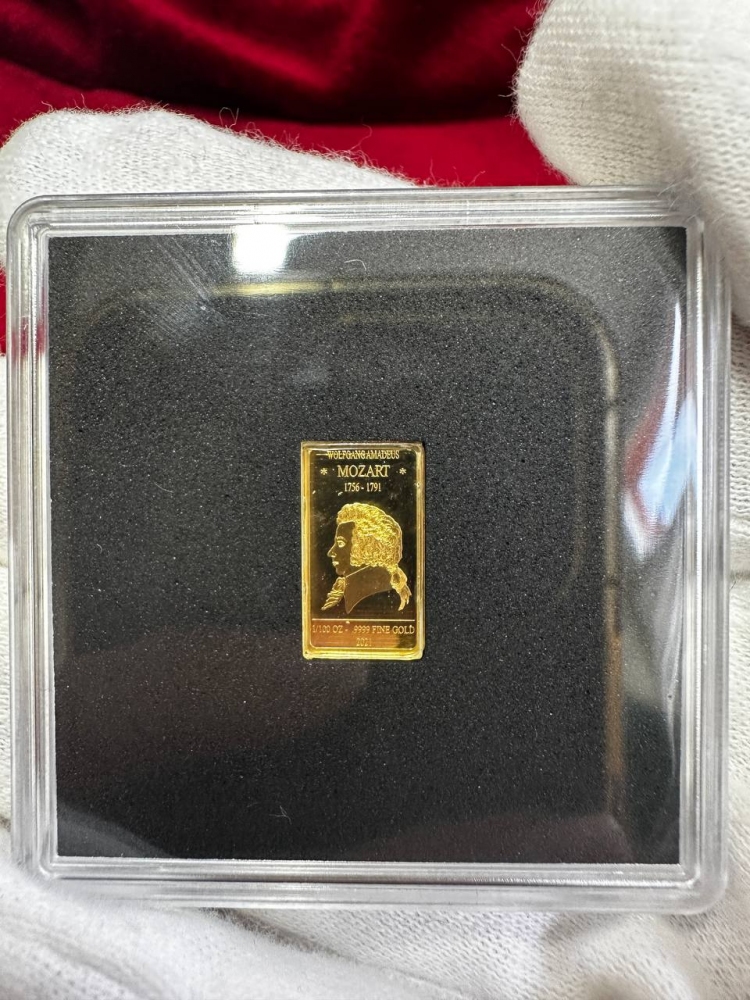 WOLFGANG AMADEUS
* MOZART *
1756 - 1791
1/100 OZ - .9999 FINE GOLD
2021